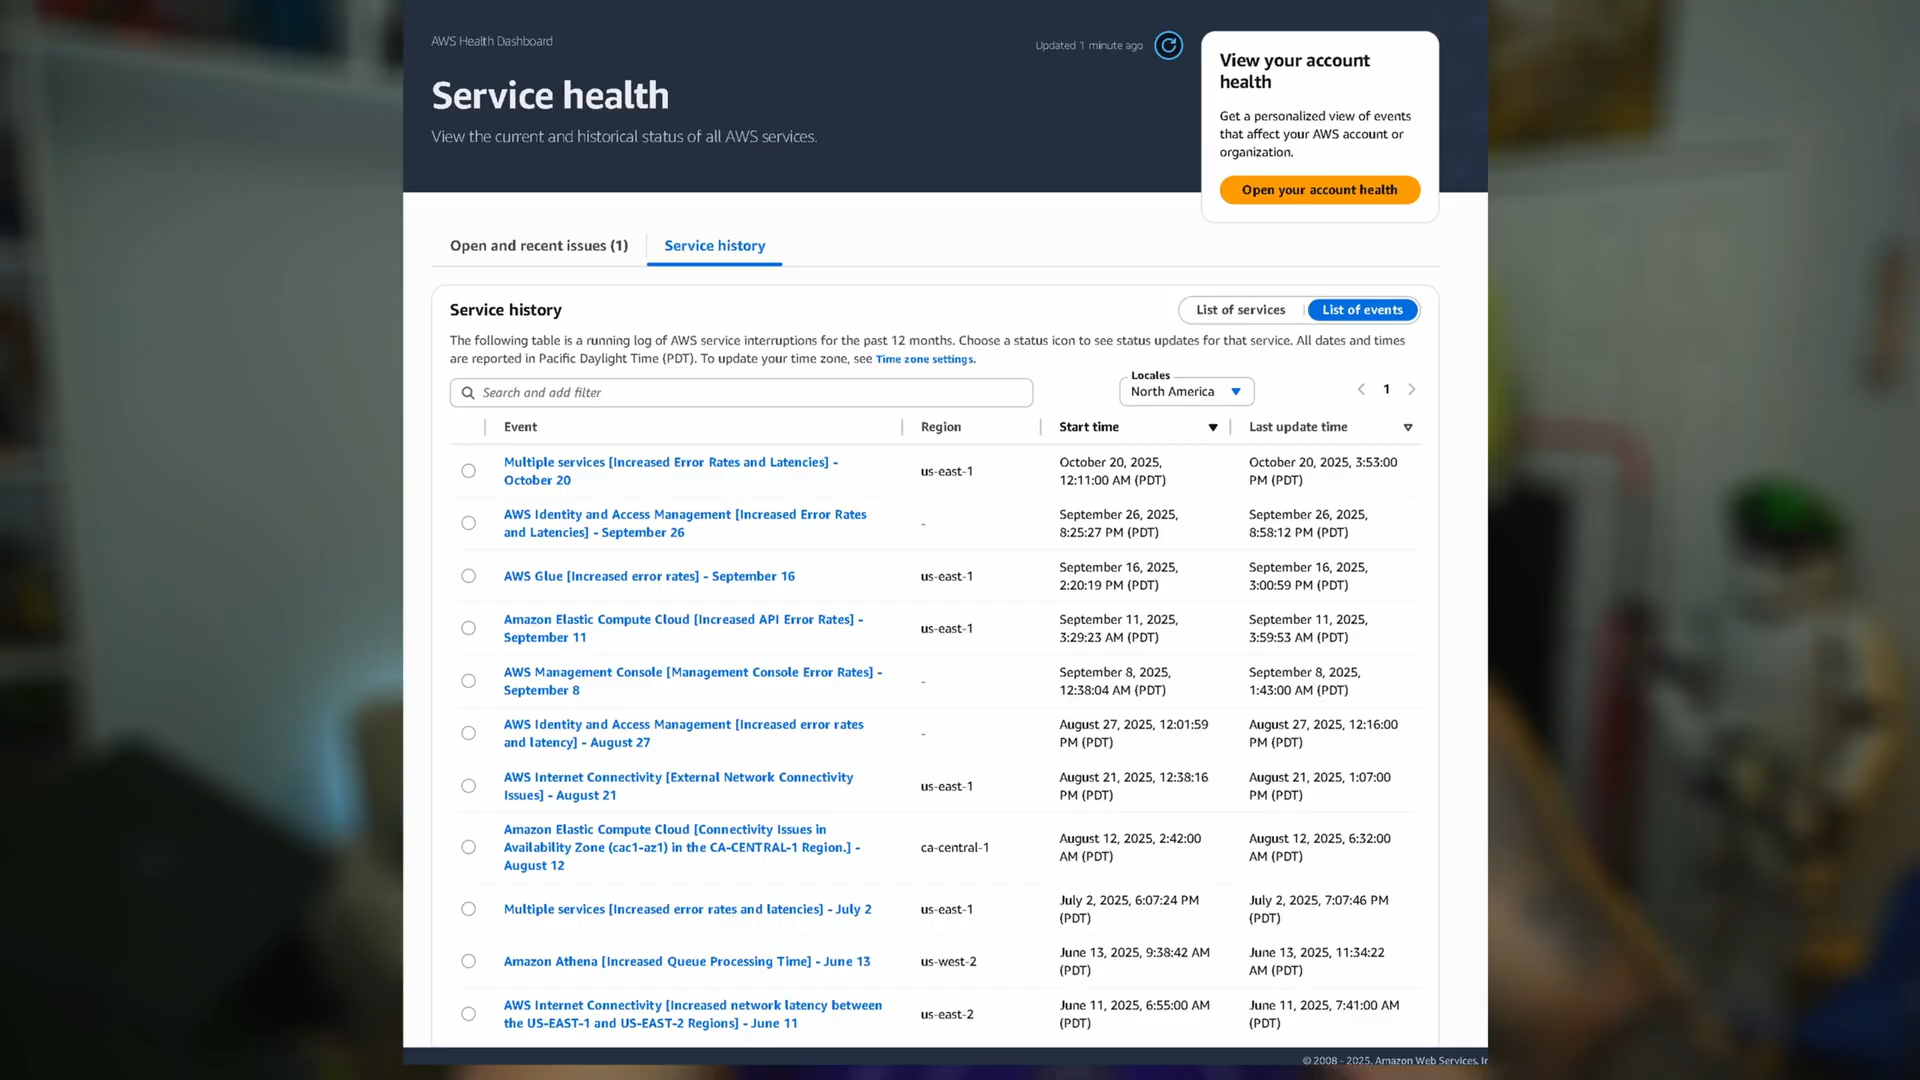 AWS Health Dashboard
Updated 1 minute ago
Service health
View the current and historical status of all AWS services.
View your account
health
Get a personalized view of events
that affect your AWS account or
organization.
Open your account health
Open and recent issues (1)
Service history
Service history
List of services
List of events
The following table is a running log of AWS service interruptions for the past 12 months. Choose a status icon to see status updates for that service. All dates and times
are reported in Pacific Daylight Time (PDT). To update your time zone, see Time zone settings.
Search and add filter
Locales
North America
1
Event
Region
Start time
Last update time
Multiple services [Increased Error Rates and Latencies] -
October 20
us-east-1
October 20, 2025,
12:11:00 AM (PDT)
October 20, 2025, 3:53:00
PM (PDT)
AWS Identity and Access Management [Increased Error Rates
and Latencies] - September 26
-
September 26, 2025,
8:25:27 PM (PDT)
September 26, 2025,
8:58:12 PM (PDT)
AWS Glue [Increased error rates] - September 16
us-east-1
September 16, 2025,
2:20:19 PM (PDT)
September 16, 2025,
3:00:59 PM (PDT)
Amazon Elastic Compute Cloud [Increased API Error Rates] -
September 11
us-east-1
September 11, 2025,
3:29:23 AM (PDT)
September 11, 2025,
3:59:53 AM (PDT)
AWS Management Console [Management Console Error Rates] -
September 8
-
September 8, 2025,
12:38:04 AM (PDT)
September 8, 2025,
1:43:00 AM (PDT)
AWS Identity and Access Management [Increased error rates
and latency] - August 27
-
August 27, 2025, 12:01:59
PM (PDT)
August 27, 2025, 12:16:00
PM (PDT)
AWS Internet Connectivity [External Network Connectivity
Issues] - August 21
us-east-1
August 21, 2025, 12:38:16
PM (PDT)
August 21, 2025, 1:07:00
PM (PDT)
Amazon Elastic Compute Cloud [Connectivity Issues in
Availability Zone (cac1-az1) in the CA-CENTRAL-1 Region.] -
August 12
ca-central-1
August 12, 2025, 2:42:00
AM (PDT)
August 12, 2025, 6:32:00
AM (PDT)
Multiple services [Increased error rates and latencies] - July 2
us-east-1
July 2, 2025, 6:07:24 PM
(PDT)
July 2, 2025, 7:07:46 PM
(PDT)
Amazon Athena [Increased Queue Processing Time] - June 13
us-west-2
June 13, 2025, 9:38:42 AM
(PDT)
June 13, 2025, 11:34:22
AM (PDT)
AWS Internet Connectivity [Increased network latency between
the US-EAST-1 and US-EAST-2 Regions] - June 11
us-east-2
June 11, 2025, 6:55:00 AM
(PDT)
June 11, 2025, 7:41:00 AM
(PDT)
© 2008 - 2025, Amazon Web Services, In